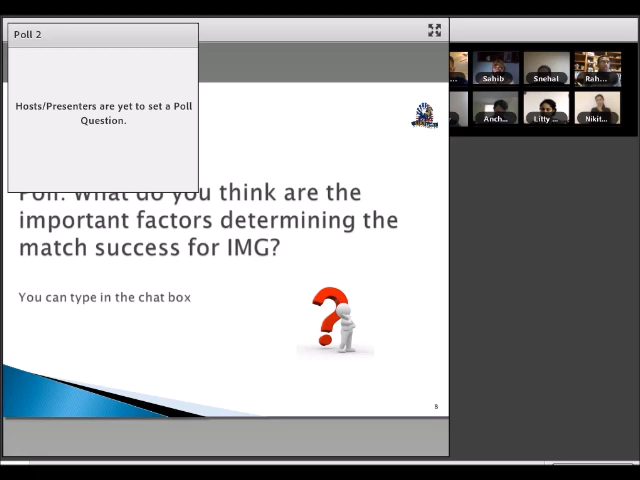 Poll 2
Hosts/Presenters are yet to set a Poll
Question.
Poll: What do you think are the
important factors determining the
match success for IMG?
You can type in the chat box
8
... Sahib Snehal Rah...
Anch... Litty ... Nikit...